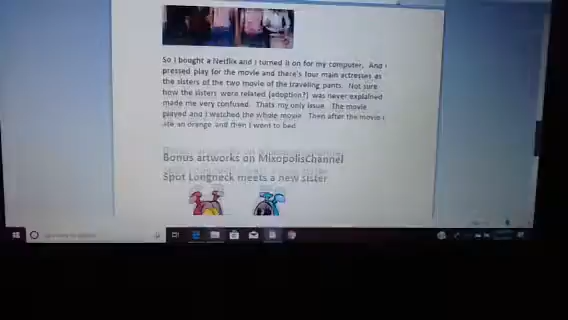 So I bought a Netflix and I turned it on for my computer. And I
pressed play for the movie and there's four main actresses as
the sisters of the two movie of the traveling pants. Not sure
how the sisters were related (adoption?) was never explained
made me very confused. Thats my only issue. The movie
played and I watched the whole movie. Then after the movie I
ate an orange and then I went to bed.
Bonus artworks on MixopolisChannel
Spot Longneck meets a new sister